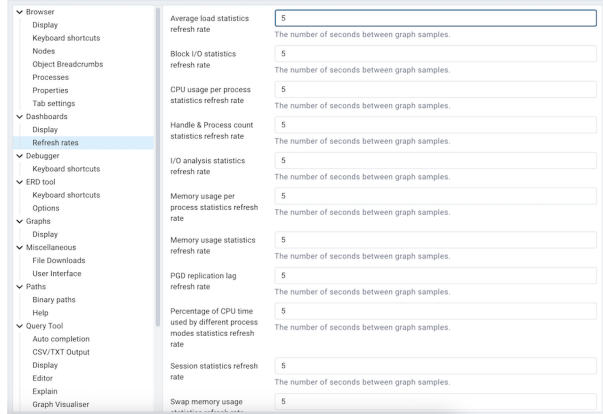 Browser
Display
Keyboard shortcuts
Nodes
Object Breadcrumbs
Processes
Properties
Tab settings
Dashboards
Display
Refresh rates
Debugger
Keyboard shortcuts
ERD tool
Keyboard shortcuts
Options
Graphs
Display
Miscellaneous
File Downloads
User Interface
Paths
Binary paths
Help
Query Tool
Auto completion
CSV/TXT Output
Display
Editor
Explain
Graph Visualiser
Average load statistics
refresh rate
5
The number of seconds between graph samples.
Block I/O statistics
refresh rate
5
The number of seconds between graph samples.
CPU usage per process
statistics refresh rate
5
The number of seconds between graph samples.
Handle & Process count
statistics refresh rate
5
The number of seconds between graph samples.
I/O analysis statistics
refresh rate
5
The number of seconds between graph samples.
Memory usage per
process statistics refresh
rate
5
The number of seconds between graph samples.
Memory usage statistics
refresh rate
5
The number of seconds between graph samples.
PGD replication lag
refresh rate
5
The number of seconds between graph samples.
Percentage of CPU time
used by different process
modes statistics refresh
rate
5
The number of seconds between graph samples.
Session statistics refresh
rate
5
The number of seconds between graph samples.
Swap memory usage
statistics refresh rate
5